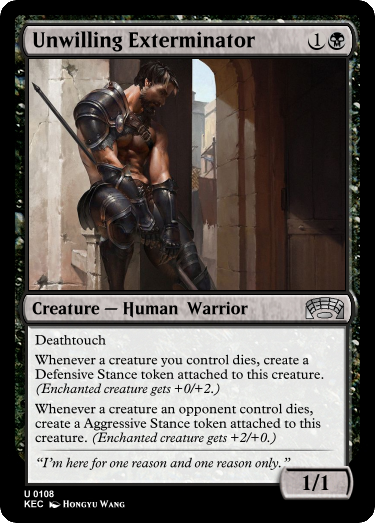 Unwilling Exterminator 1
Creature — Human Warrior
Deathtouch
Whenever a creature you control dies, create a
Defensive Stance token attached to this creature.
(Enchanted creature gets +0/+2.)
Whenever a creature an opponent control dies,
create a Aggressive Stance token attached to this
creature. (Enchanted creature gets +2/+0.)
“I’m here for one reason and one reason only.”
1/1
U 0108
KEC Hongyu Wang